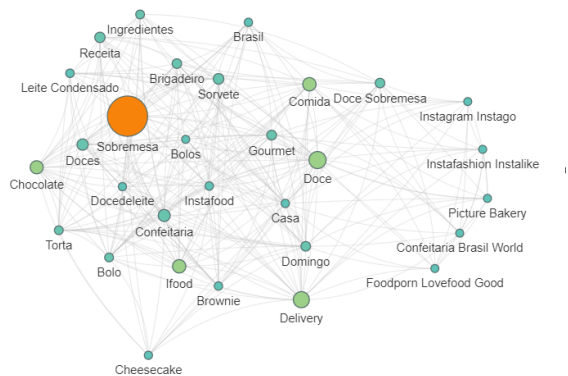 Ingredientes
Brasil
Receita
Leite Condensado
Brigadeiro
Sorvete
Comida
Doce Sobremesa
Instagram Instago
Sobremesa
Doces
Bolos
Gourmet
Doce
Instafashion Instalike
Chocolate
Docedeleite
Instafood
Casa
Picture Bakery
Torta
Confeitaria
Confeitaria Brasil World
Bolo
Ifood
Domingo
Foodporn Lovefood Good
Brownie
Delivery
Cheesecake